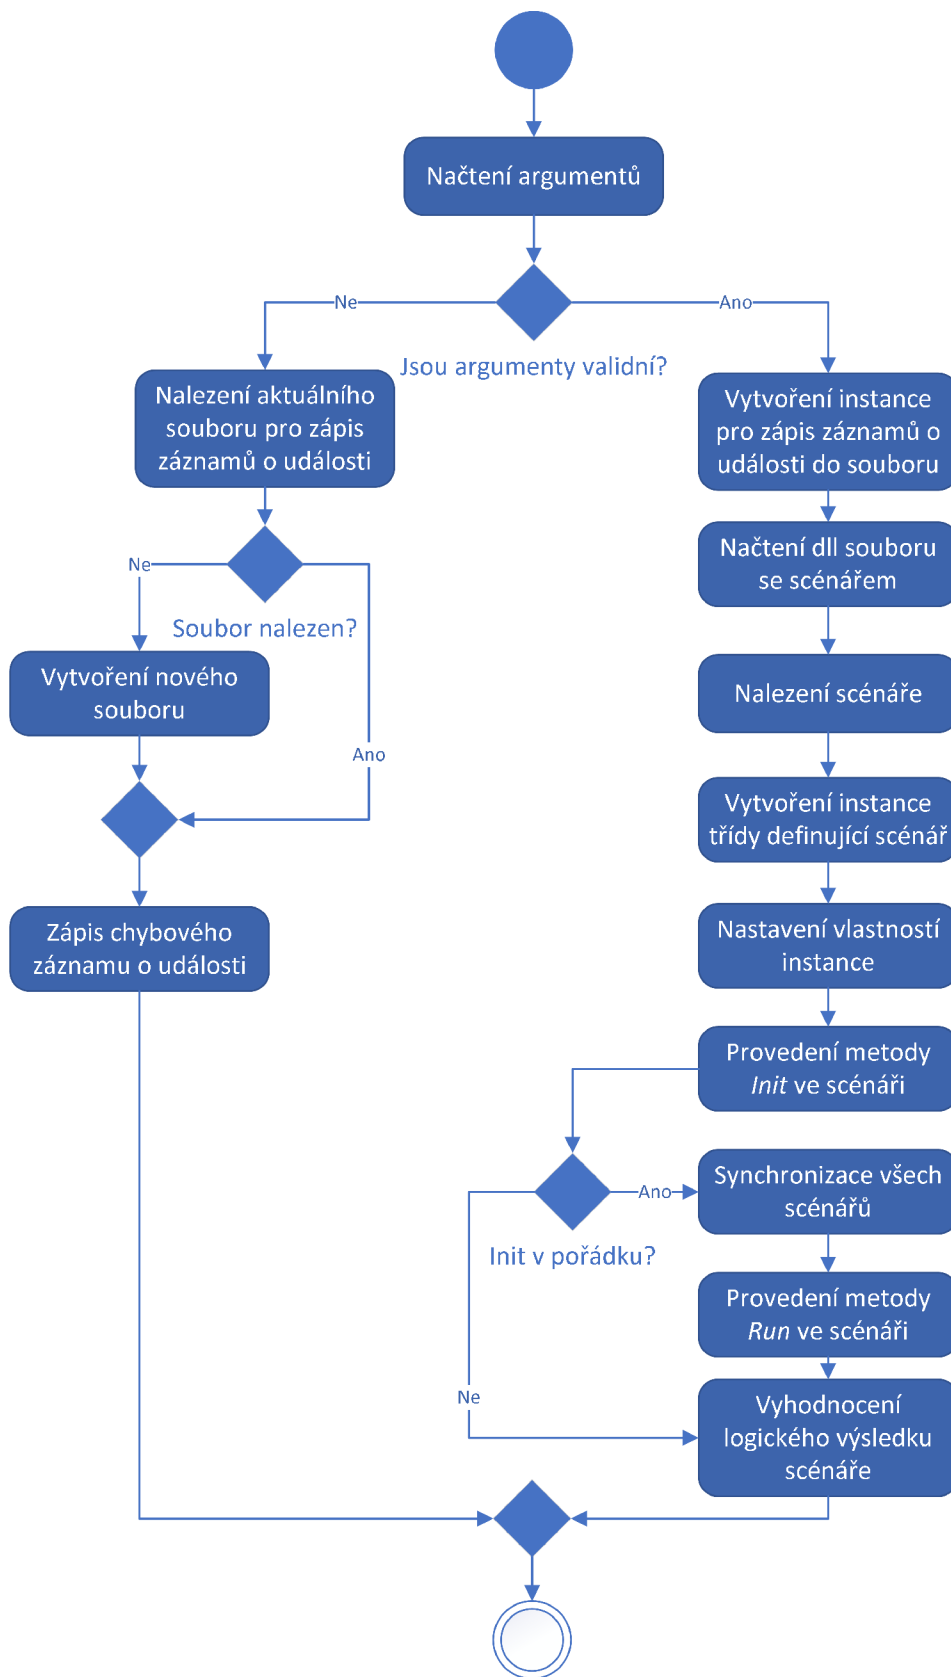 Načtení argumentů
Ne
Ano
Jsou argumenty validní?
Nalezení aktuálního
souboru pro zápis
záznamů o události
Vytvoření instance
pro zápis záznamů o
události do souboru
Ne
Soubor nalezen?
Načtení dll souboru
se scénářem
Vytvoření nového
souboru
Nalezení scénáře
Ano
Vytvoření instance
třídy definující scénář
Zápis chybového
záznamu o události
Nastavení vlastností
instance
Provedení metody
Init ve scénáři
Ano
Init v pořádku?
Synchronizace všech
scénářů
Provedení metody
Run ve scénáři
Ne
Vyhodnocení
logického výsledku
scénáře